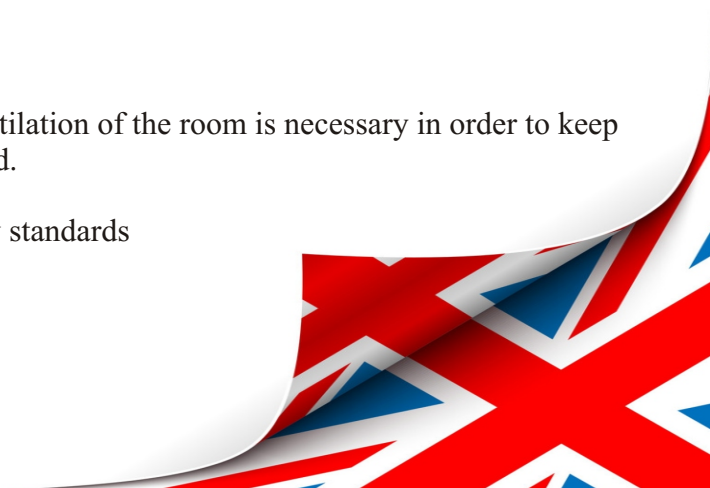 tilation of the room is necessary in order to keep
d.
standards